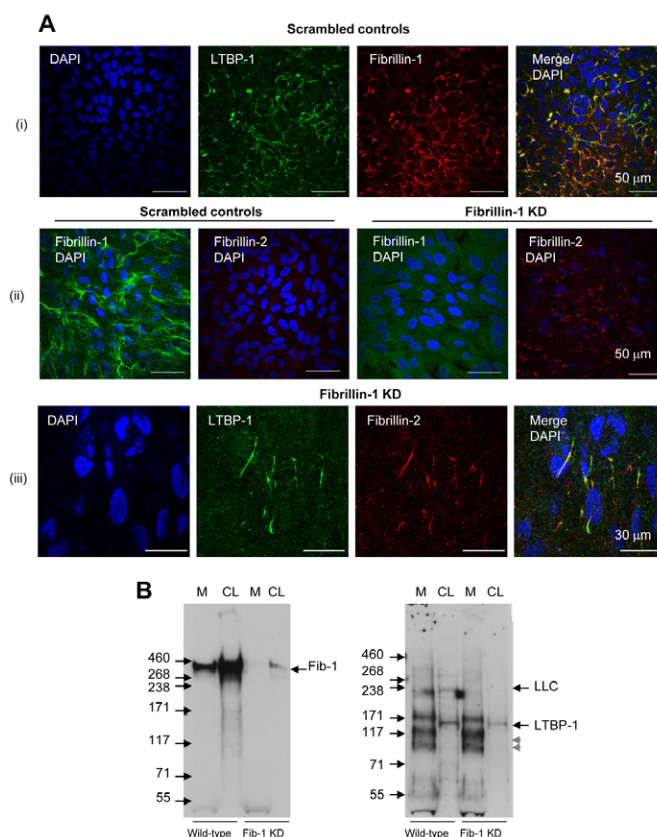 A
Scrambled controls
(i)
DAPI
LTBP-1
Fibrillin-1
Merge/
DAPI
50 µm
Scrambled controls
Fibrillin-1 KD
(ii)
Fibrillin-1
DAPI
Fibrillin-2
DAPI
Fibrillin-1
DAPI
Fibrillin-2
DAPI
50 µm
Fibrillin-1 KD
(iii)
DAPI
LTBP-1
Fibrillin-2
Merge
DAPI
30 µm
B
M CL M CL
460
268
238
171
117
71
55
Fib-1
Wild-type Fib-1 KD
M CL M CL
460
268
238
171
117
71
55
LLC
LTBP-1
Wild-type Fib-1 KD